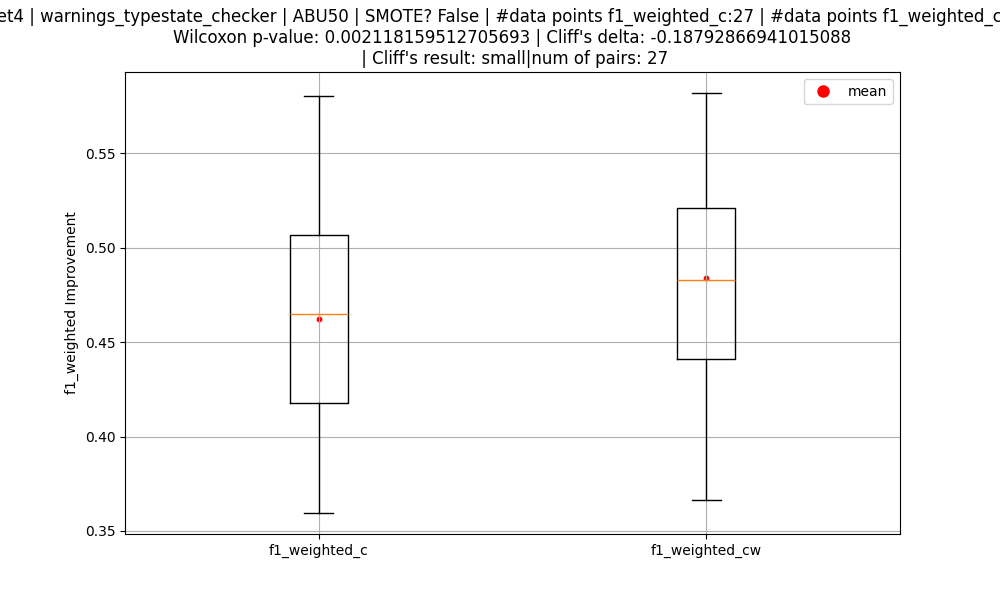 et4 | warnings_typestate_checker | ABU50 | SMOTE? False | #data points f1_weighted_c:27 | #data points f1_weighted_c
Wilcoxon p-value: 0.002118159512705693 | Cliff's delta: -0.18792866941015088
| Cliff's result: small|num of pairs: 27
mean
0.55
0.50
0.45
0.40
0.35
f1_weighted Improvement
f1_weighted_c
f1_weighted_cw